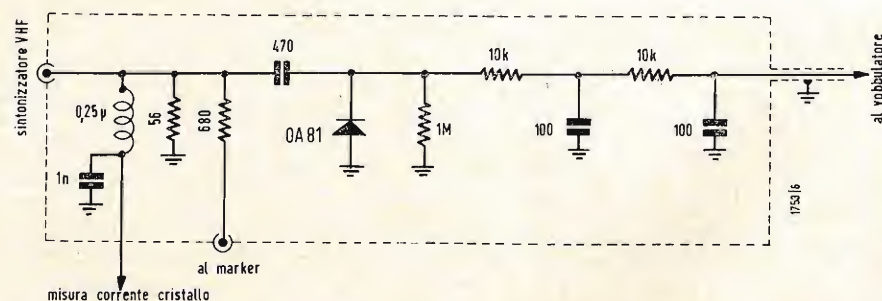 sintonizzatore VHF
0,25 µ
1n
56
680
470
OA 81
1M
10k
100
10k
100
al vobbulatore
1753/6
al marker
misura corrente cristallo